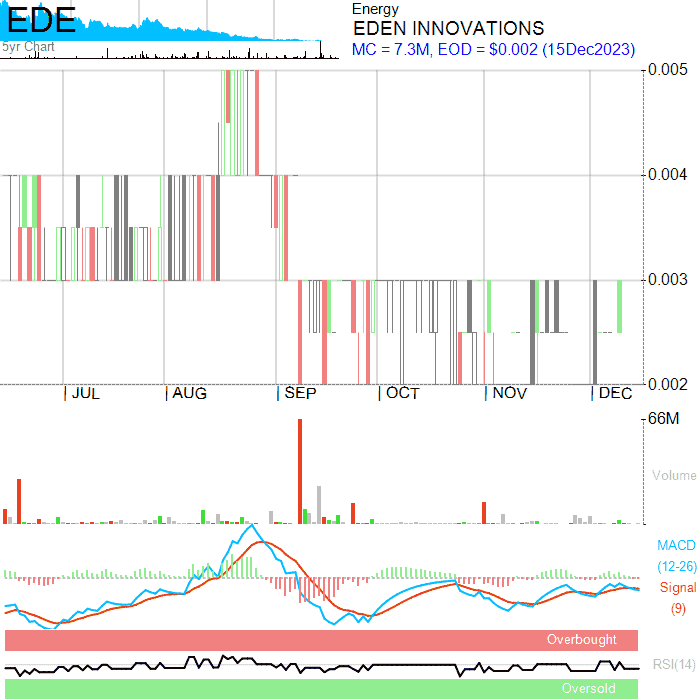 EDE
5yr Chart
Energy
EDEN INNOVATIONS
MC = 7.3M, EOD = $0.002 (15Dec2023)
0.005
0.004
0.003
0.002
JUL AUG SEP OCT NOV DEC
66M
Volume
MACD
(12-26)
Signal
(9)
Overbought
RSI(14)
Oversold